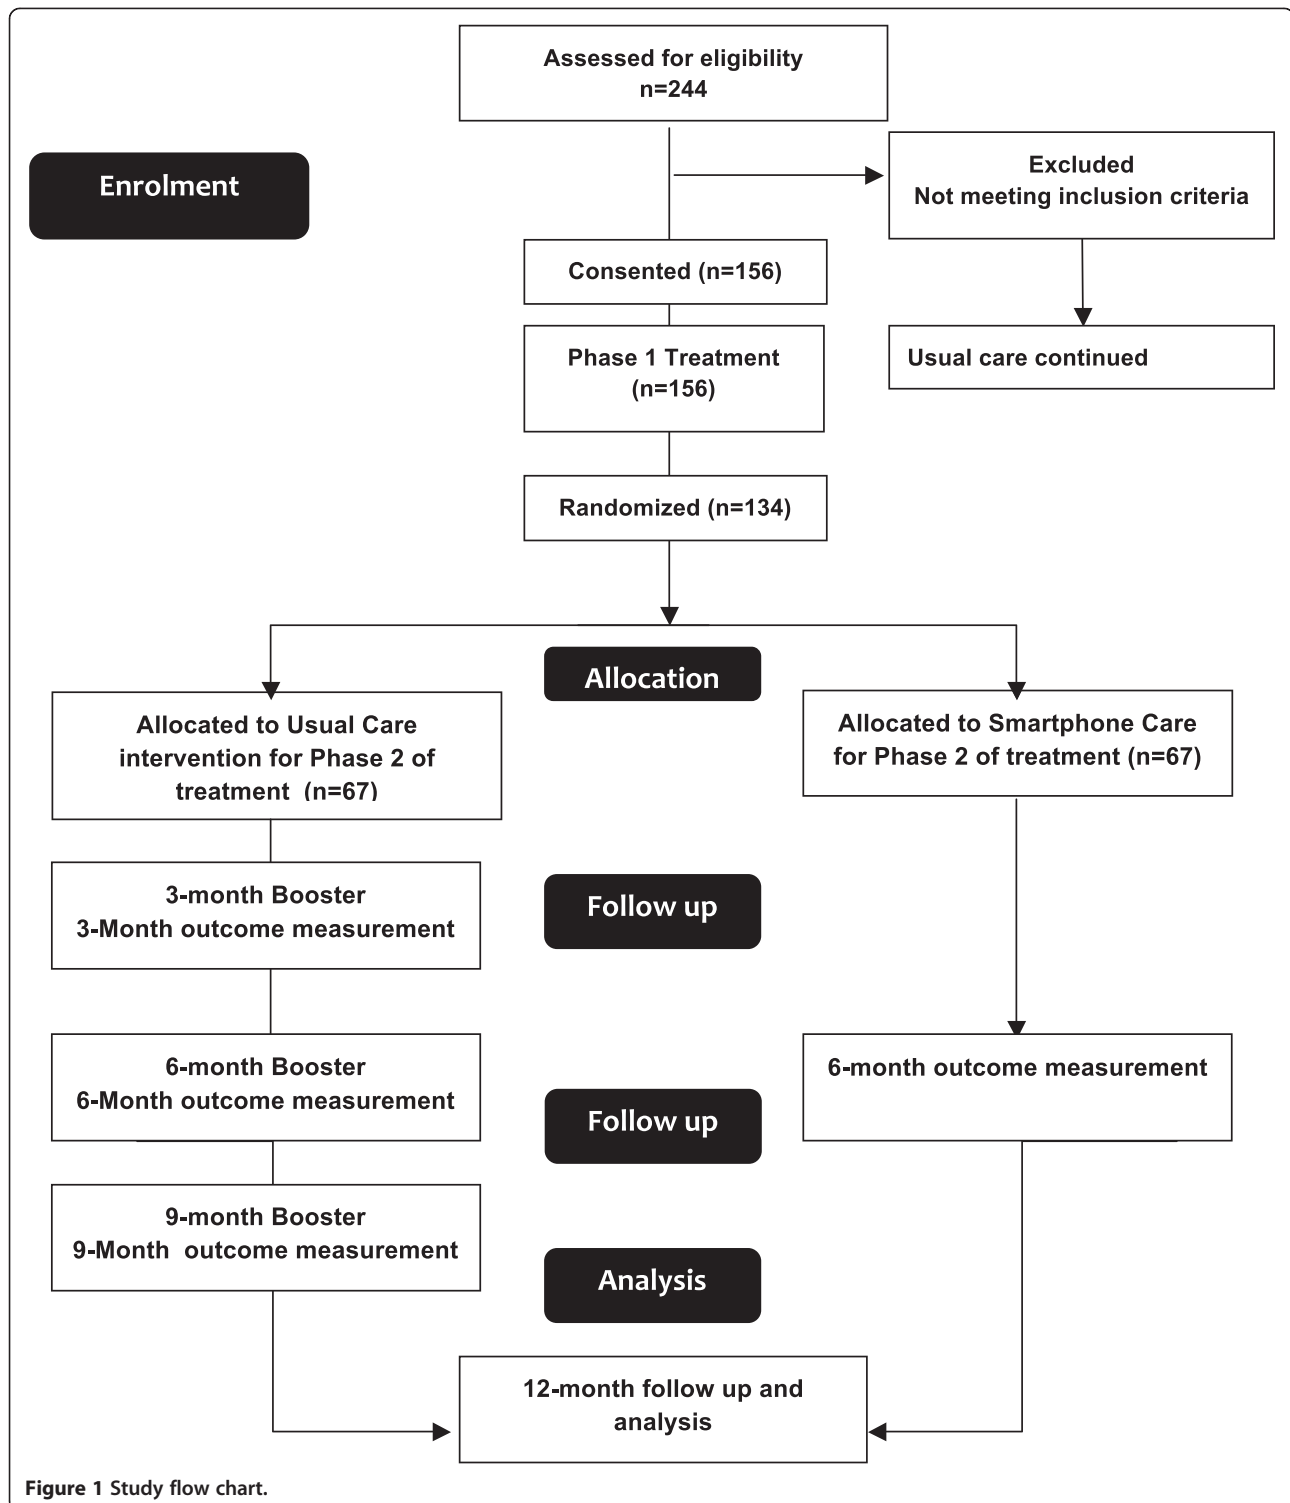 Assessed for eligibility
n=244
Enrolment
Excluded
Not meeting inclusion criteria
Consented (n=156)
Phase 1 Treatment
(n=156)
Usual care continued
Randomized (n=134)
Allocation
Allocated to Usual Care
intervention for Phase 2 of
treatment (n=67)
Allocated to Smartphone Care
for Phase 2 of treatment (n=67)
3-month Booster
3-Month outcome measurement
Follow up
6-month Booster
6-Month outcome measurement
6-month outcome measurement
Follow up
9-month Booster
9-Month outcome measurement
Analysis
12-month follow up and
analysis
Figure 1 Study flow chart.